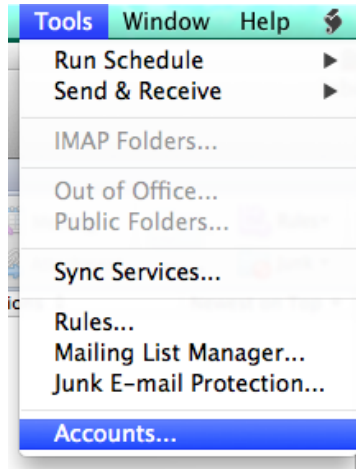 Tools Window Help
Run Schedule
Send & Receive
IMAP Folders...
Out of Office...
Public Folders...
Sync Services...
Rules...
Mailing List Manager...
Junk E-mail Protection...
Accounts...